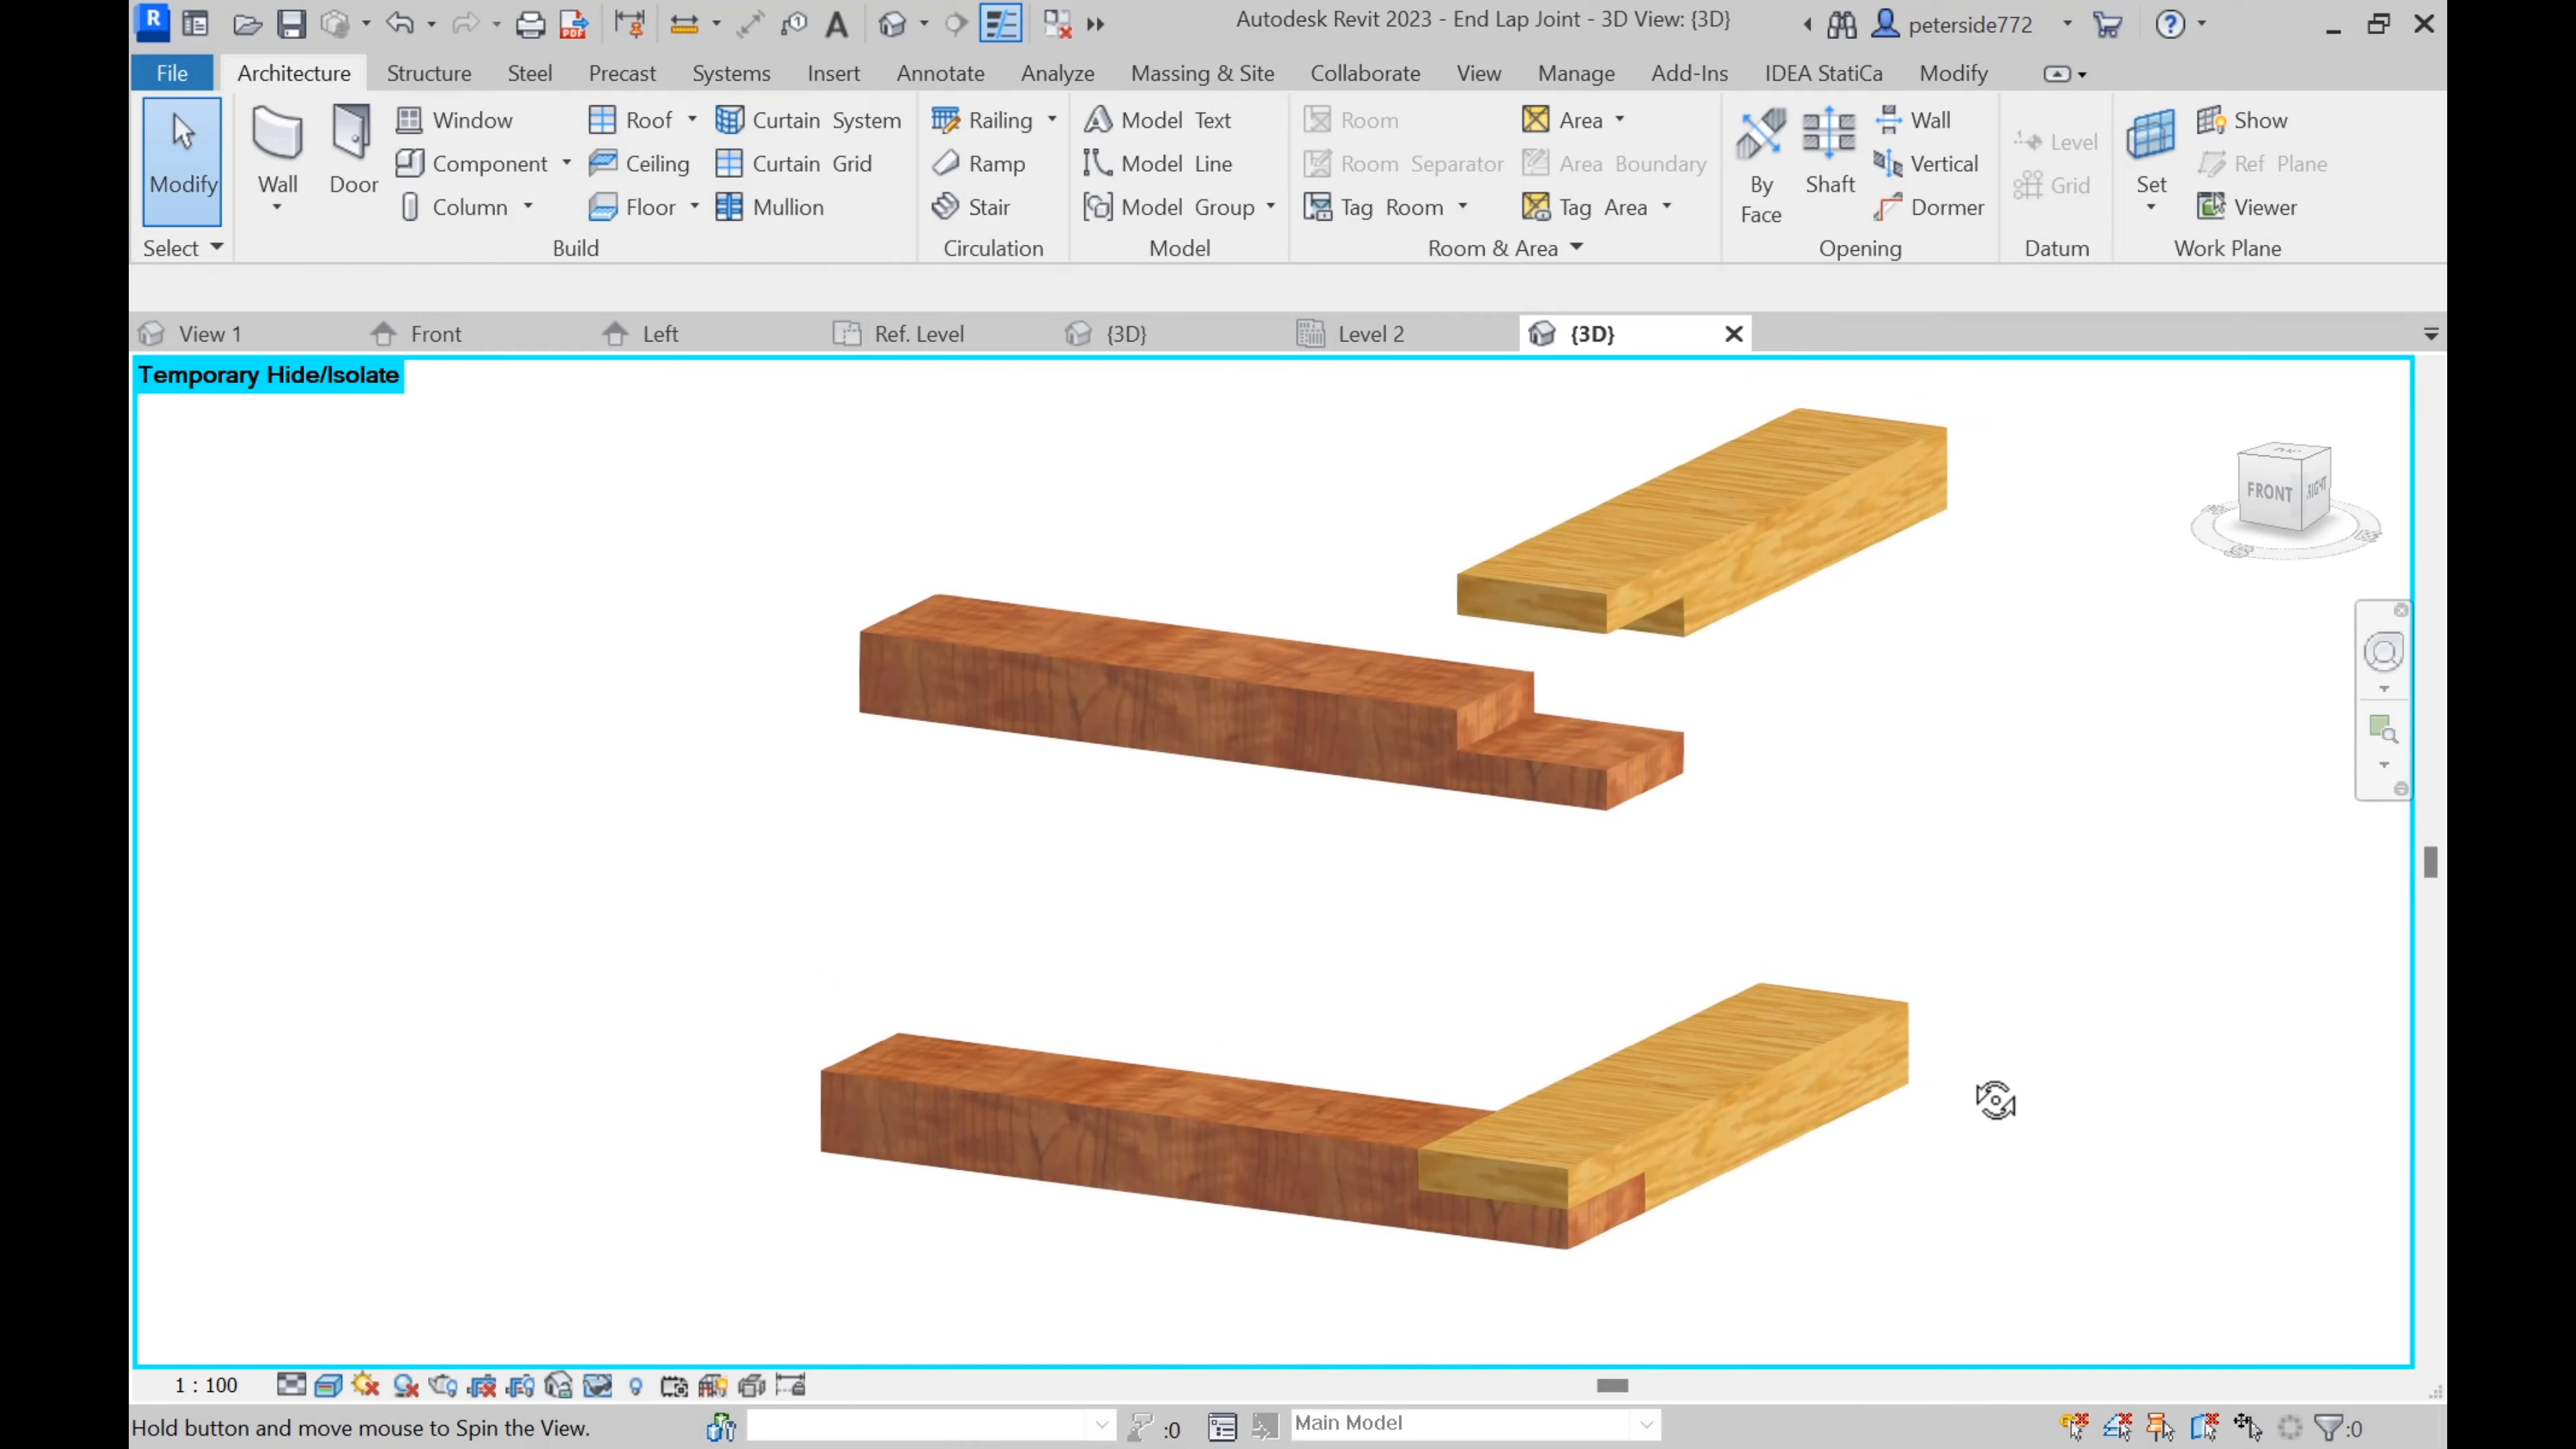 R
PDF
1
A
Autodesk Revit 2023 - End Lap Joint - 3D View: {3D}
peterside772
?
File Architecture Structure Steel Precast Systems Insert Annotate Analyze Massing & Site Collaborate View Manage Add-Ins IDEA StatiCa Modify
Window Roof Curtain System Railing Model Text Room Area Wall Show
Component Ceiling Curtain Grid Ramp Model Line Room Separator Area Boundary Vertical Level Ref Plane
Modify Wall Door Column Floor Mullion Stair Model Group Tag Room Tag Area By Face Shaft Dormer Grid Set Viewer
Select Build Circulation Model Room & Area Opening Datum Work Plane
View 1 Front Left Ref. Level {3D} Level 2 {3D}
Temporary Hide/Isolate
FRONT RIGHT
1 : 100
Hold button and move mouse to Spin the View. :0 Main Model :0